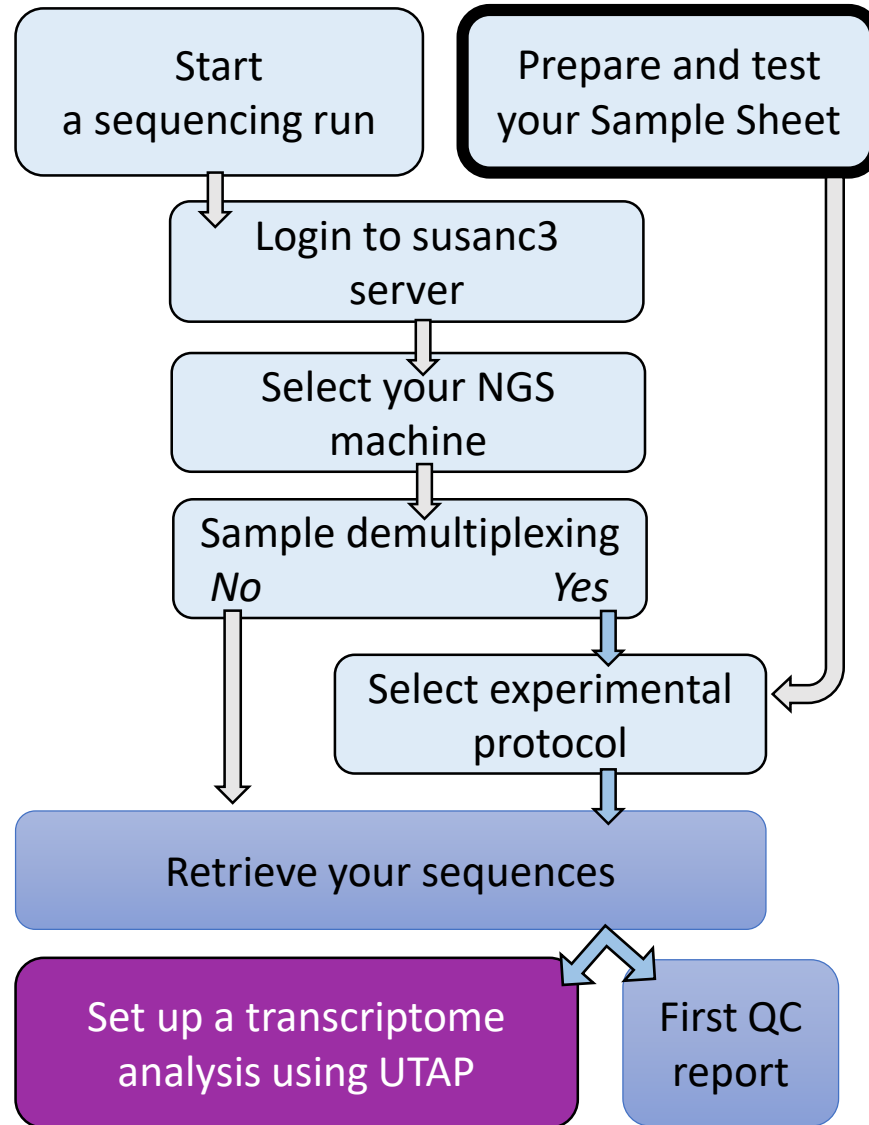 Start
a sequencing run
Prepare and test
your Sample Sheet
Login to susanc3
server
Select your NGS
machine
Sample demultiplexing
No Yes
Select experimental
protocol
Retrieve your sequences
Set up a transcriptome
analysis using UTAP
First QC
report